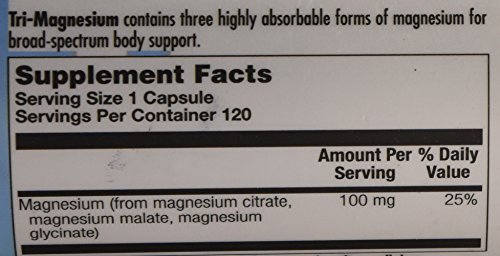 Tri-Magnesium contains three highly absorbable forms of magnesium for
broad-spectrum body support.
Supplement Facts
Serving Size 1 Capsule
Servings Per Container 120
Amount Per % Daily
Serving Value
Magnesium (from magnesium citrate, 100 mg 25%
magnesium malate, magnesium
glycinate)